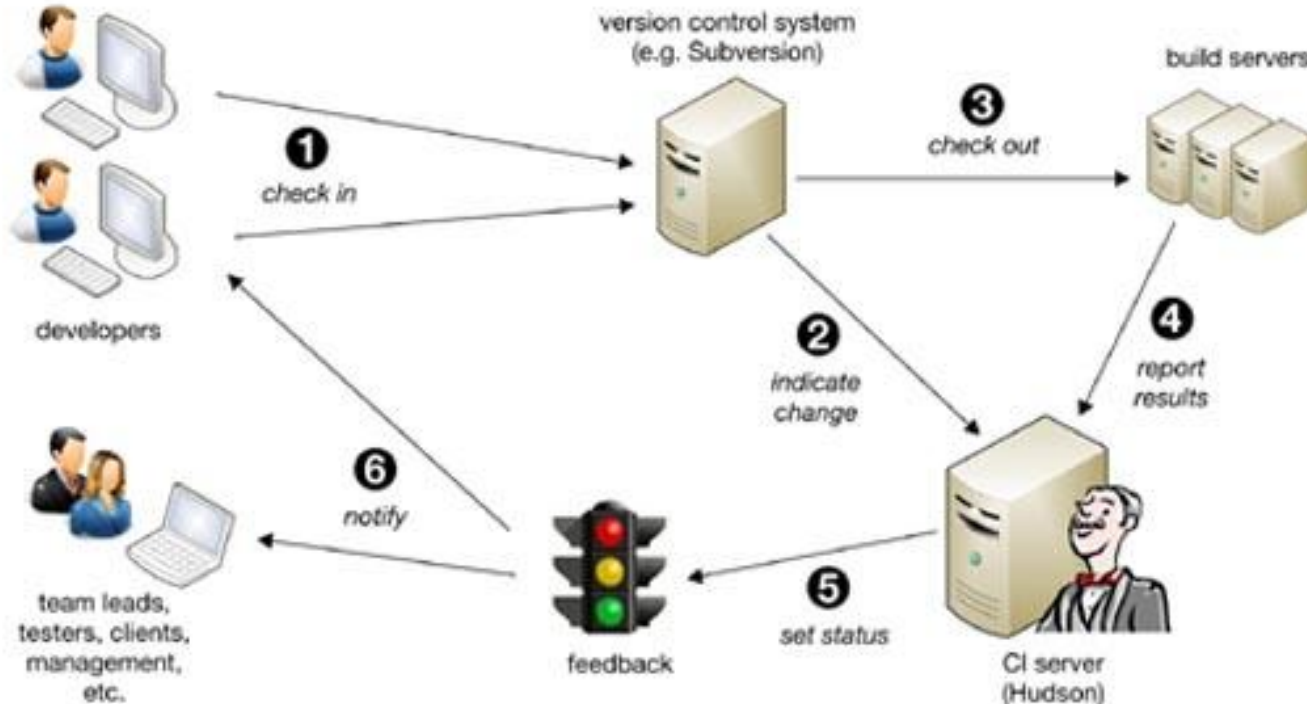 version control system
(e.g. Subversion)
build servers
1
check in
3
check out
developers
2
indicate
change
4
report
results
6
notify
team leads,
testers, clients,
management,
etc.
feedback
5
set status
CI server
(Hudson)